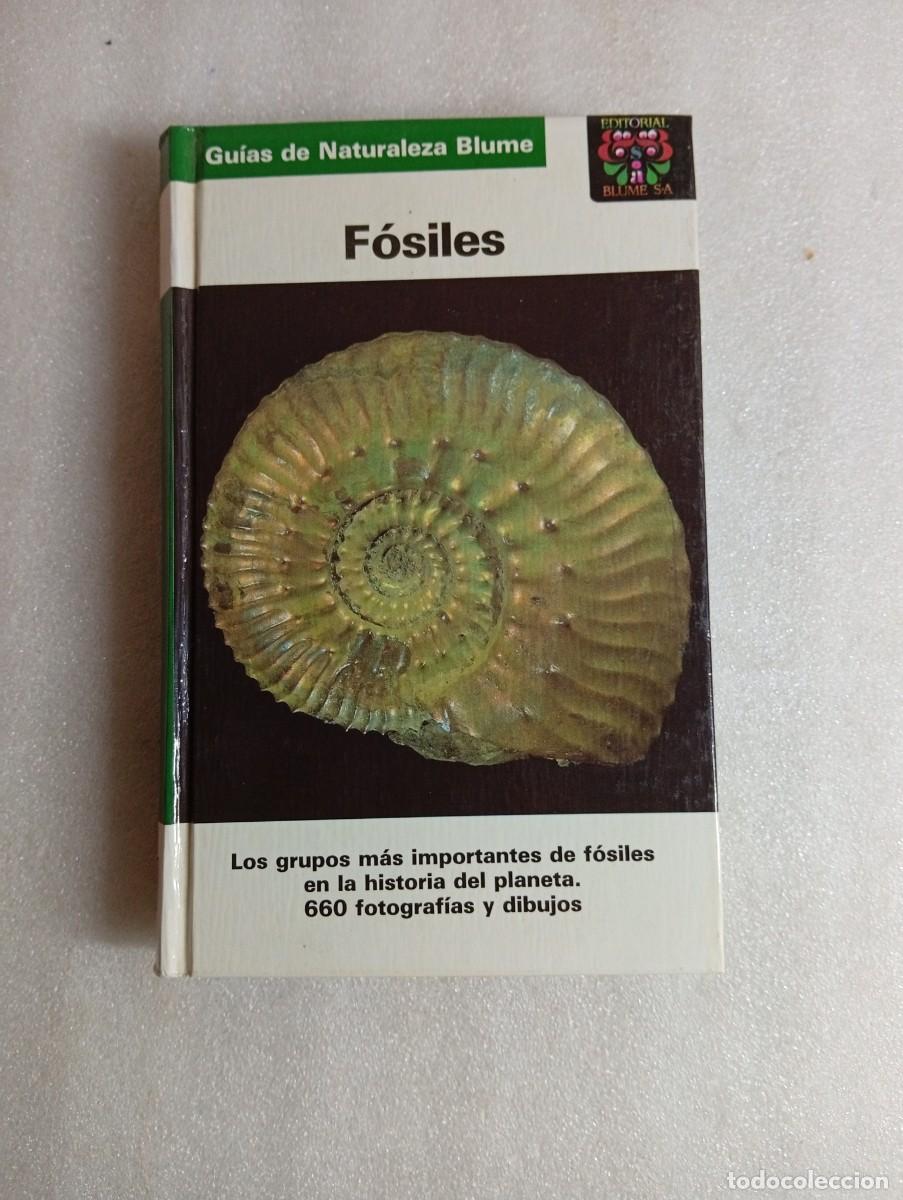 Guías de Naturaleza Blume
EDITORIAL
BLUME S.A
Fósiles
Los grupos más importantes de fósiles
en la historia del planeta.
660 fotografías y dibujos
todocoleccion